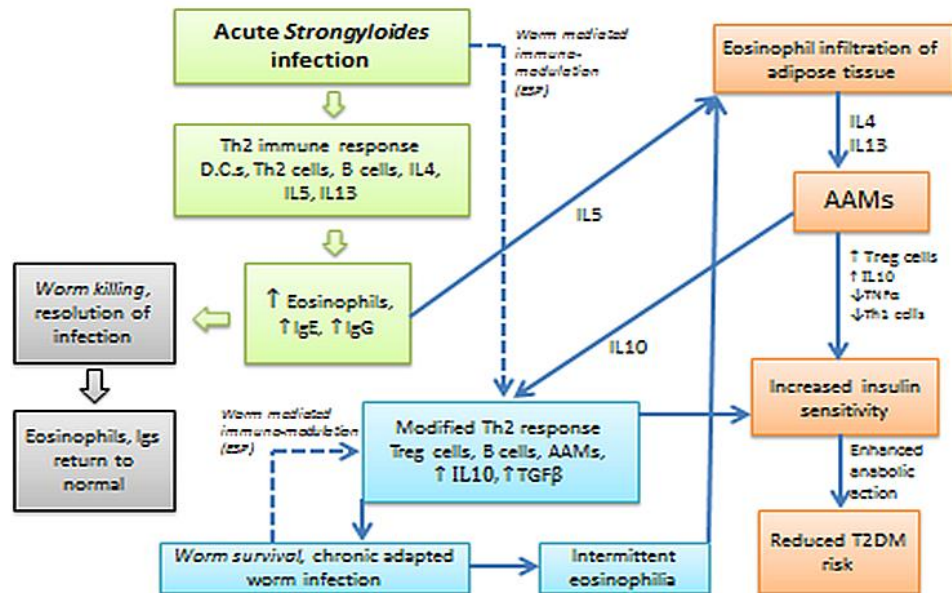 Acute Strongyloides
infection
Worm mediated
immuno-
modulation
(ESP)
Eosinophil infiltration of
adipose tissue
Th2 immune response
D.C.s, Th2 cells, B cells, IL4,
IL5, IL13
IL4
IL13
IL5
AAMs
↑ Treg cells
↑ IL10
↓TNFα
↓Th1 cells
Worm killing,
resolution of
infection
↑ Eosinophils,
↑IgE, ↑IgG
IL10
Increased insulin
sensitivity
Eosinophils, Igs
return to
normal
Worm mediated
immuno-modulation
(ESP)
Modified Th2 response
Treg cells, B cells, AAMs,
↑ IL10, ↑TGFβ
Enhanced
anabolic
action
Worm survival, chronic adapted
worm infection
Intermittent
eosinophilia
Reduced T2DM
risk